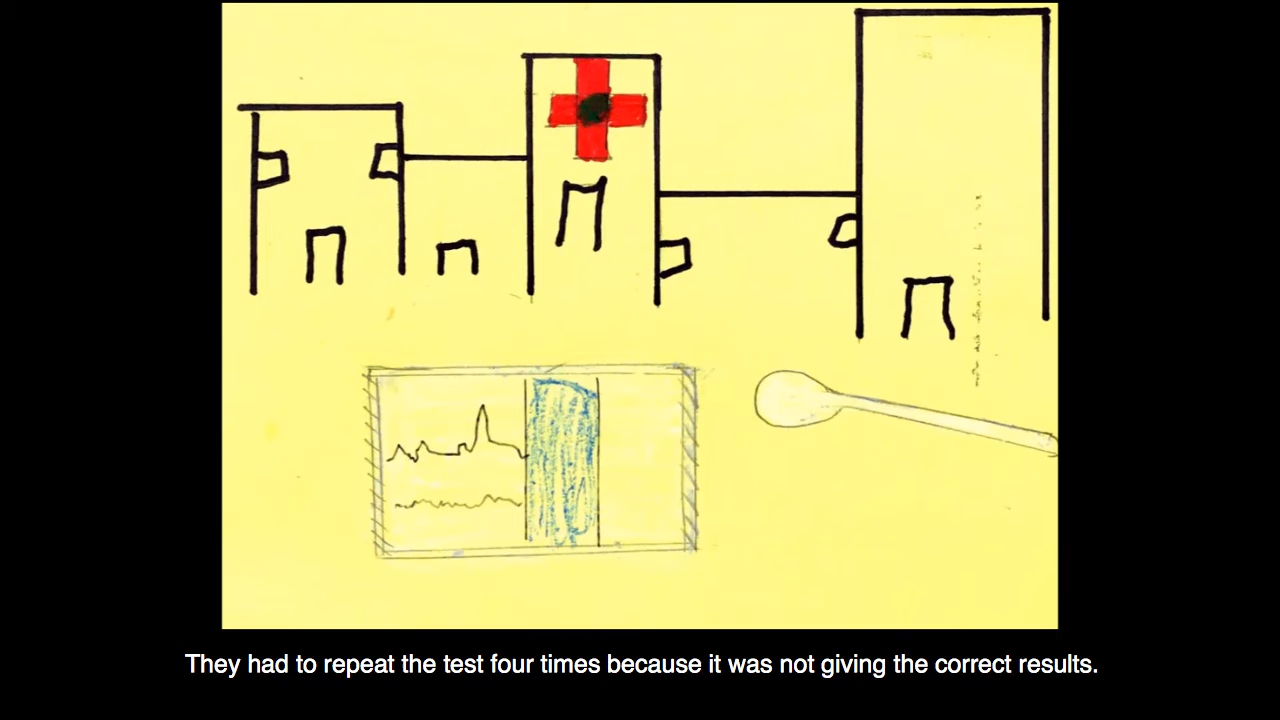 They had to repeat the test four times because it was not giving the correct results.